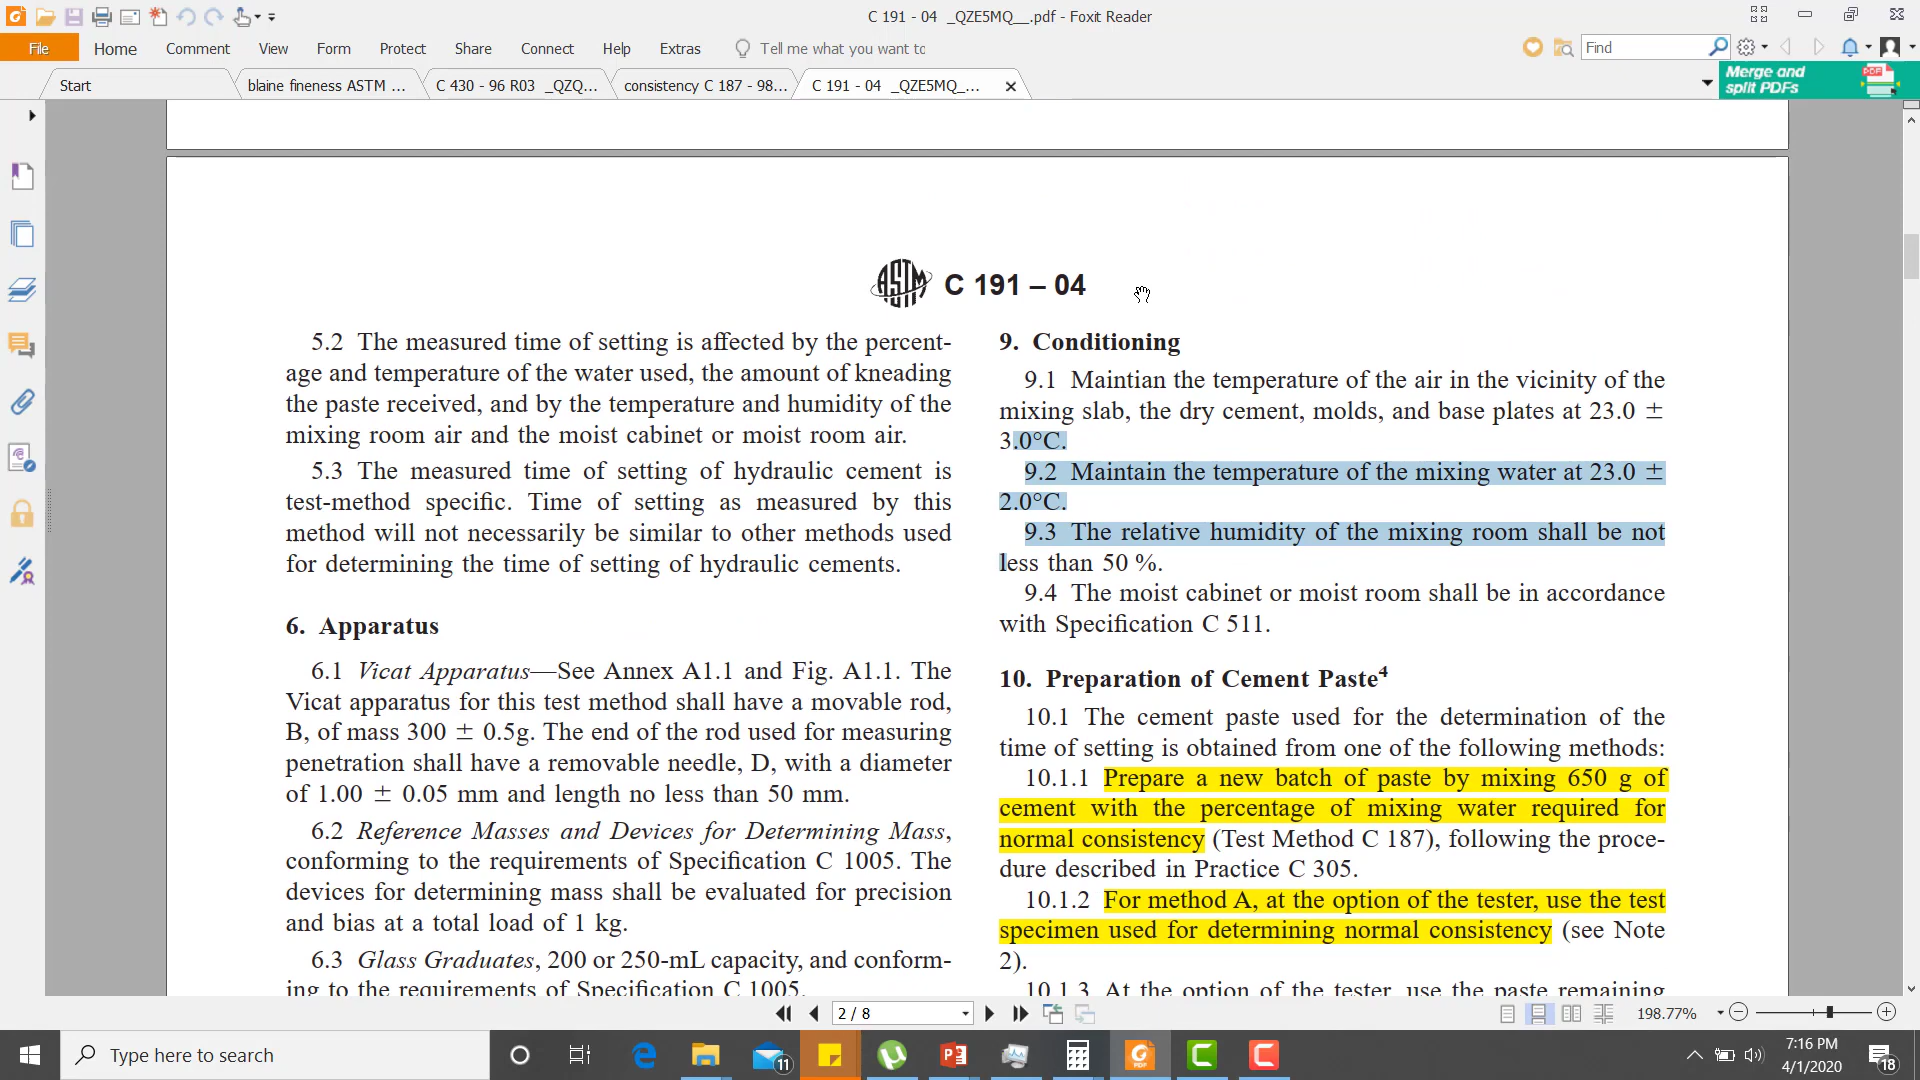 C 191 - 04 _QZE5MQ__.pdf - Foxit Reader
File Home Comment View Form Protect Share Connect Help Extras Tell me what you want to Find
Start blaine fineness ASTM ... C 430 - 96 R03 _QZQ... consistency C 187 - 98... C 191 - 04 _QZE5MQ_...
Merge and
split PDFs
PDF
ASTM C 191 – 04
5.2 The measured time of setting is affected by the percent-
age and temperature of the water used, the amount of kneading
the paste received, and by the temperature and humidity of the
mixing room air and the moist cabinet or moist room air.
5.3 The measured time of setting of hydraulic cement is
test-method specific. Time of setting as measured by this
method will not necessarily be similar to other methods used
for determining the time of setting of hydraulic cements.
6. Apparatus
6.1 Vicat Apparatus—See Annex A1.1 and Fig. A1.1. The
Vicat apparatus for this test method shall have a movable rod,
B, of mass 300 ± 0.5g. The end of the rod used for measuring
penetration shall have a removable needle, D, with a diameter
of 1.00 ± 0.05 mm and length no less than 50 mm.
6.2 Reference Masses and Devices for Determining Mass,
conforming to the requirements of Specification C 1005. The
devices for determining mass shall be evaluated for precision
and bias at a total load of 1 kg.
6.3 Glass Graduates, 200 or 250-mL capacity, and conform-
ing to the requirements of Specification C 1005.
9. Conditioning
9.1 Maintian the temperature of the air in the vicinity of the
mixing slab, the dry cement, molds, and base plates at 23.0 ±
3.0°C.
9.2 Maintain the temperature of the mixing water at 23.0 ±
2.0°C.
9.3 The relative humidity of the mixing room shall be not
less than 50 %.
9.4 The moist cabinet or moist room shall be in accordance
with Specification C 511.
10. Preparation of Cement Paste4
10.1 The cement paste used for the determination of the
time of setting is obtained from one of the following methods:
10.1.1 Prepare a new batch of paste by mixing 650 g of
cement with the percentage of mixing water required for
normal consistency (Test Method C 187), following the proce-
dure described in Practice C 305.
10.1.2 For method A, at the option of the tester, use the test
specimen used for determining normal consistency (see Note
2).
10.1.3 At the option of the tester, use the paste remaining
2 / 8 198.77%
Type here to search 11 7:16 PM
4/1/2020 18